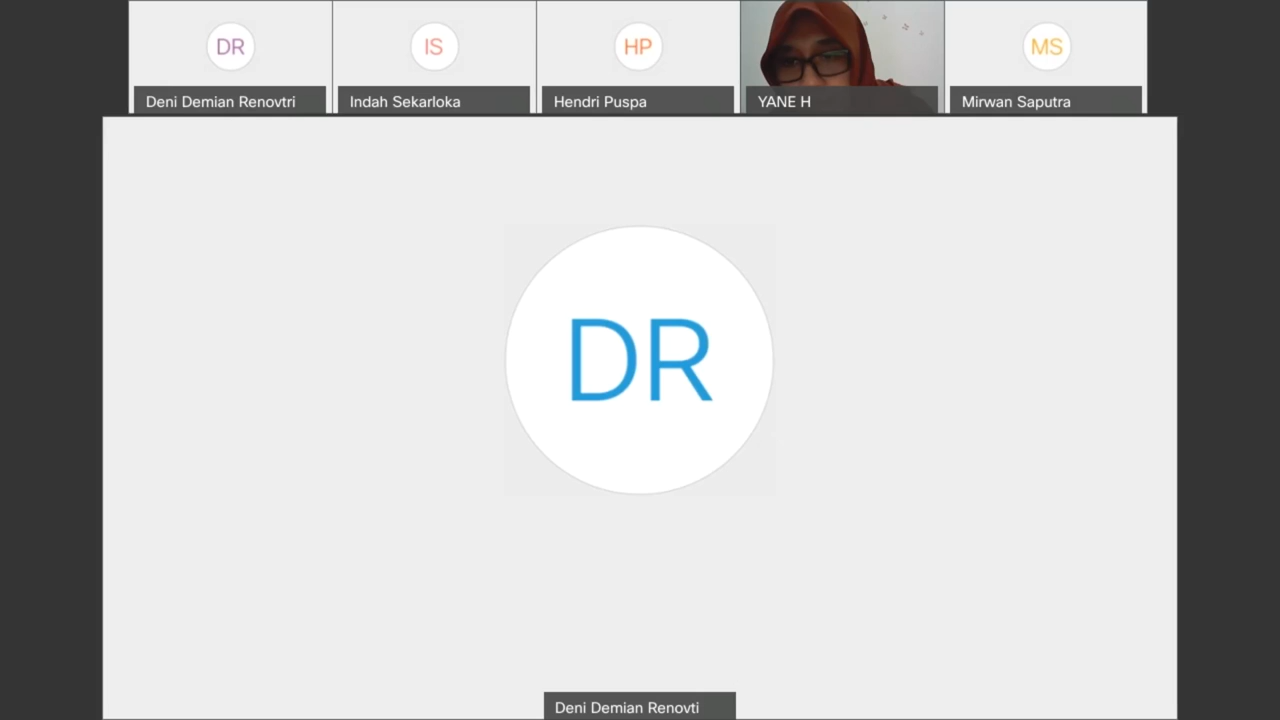 DR
Deni Demian Renovtri
IS
Indah Sekarloka
HP
Hendri Puspa
YANE H
MS
Mirwan Saputra
DR
Deni Demian Renovti